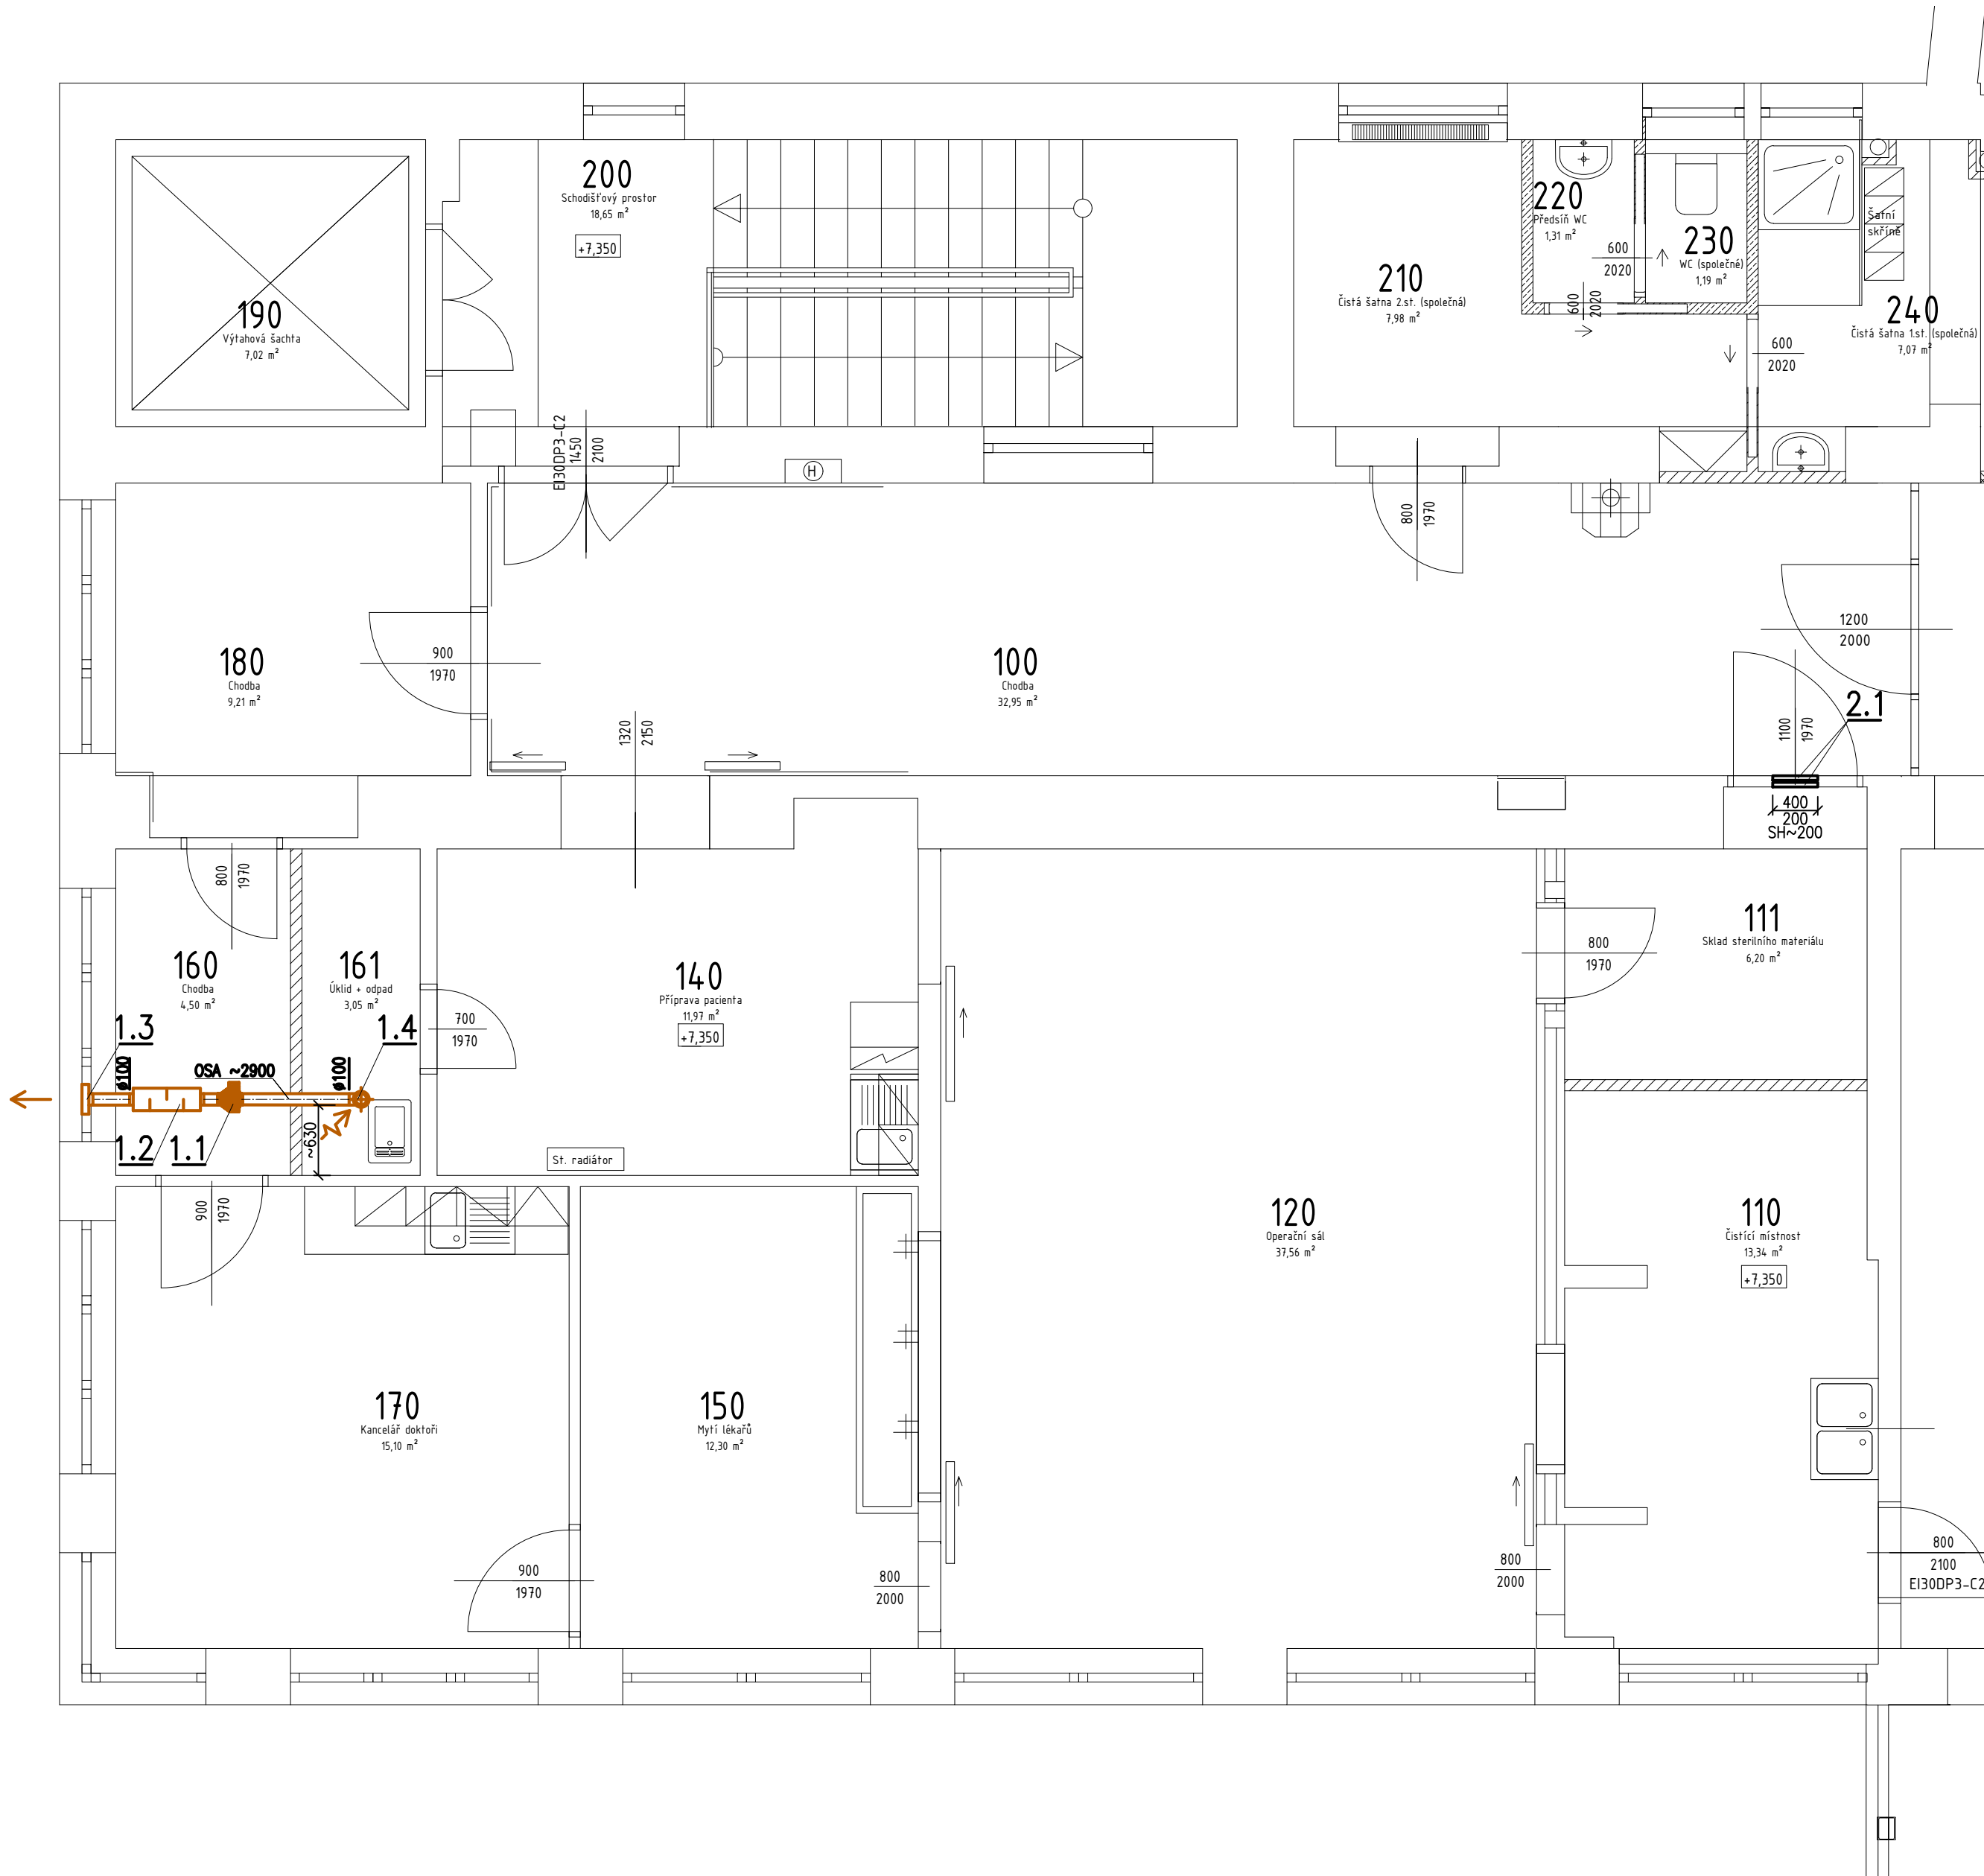 200
Schodišťový prostor
18,65 m²
+7,350
220
Předsíň WC
1,31 m²
230
WC (společné)
1,19 m²
600
2020
600
2020
Šatní
skříně
210
Čistá šatna 2.st. (společná)
7,98 m²
240
Čistá šatna 1.st. (společná)
7,07 m²
600
2020
190
Výtahová šachta
7,02 m²
EI30DP3-C2
1450
2100
H
800
1970
180
Chodba
9,21 m²
900
1970
100
Chodba
32,95 m²
1200
2000
1320
2150
1100
1970
2.1
400
200
SH~200
800
1970
160
Chodba
4,50 m²
161
Úklid + odpad
3,05 m²
140
Příprava pacienta
11,97 m²
+7,350
111
Sklad sterilního materiálu
6,20 m²
800
1970
1.3
1.4
700
1970
ø100
OSA ~2900
ø100
1.2
1.1
~630
St. radiátor
900
1970
120
Operační sál
37,56 m²
110
Čistící místnost
13,34 m²
+7,350
170
Kancelář doktoři
15,10 m²
150
Mytí lékařů
12,30 m²
900
1970
800
2000
800
2000
800
2100
EI30DP3-C2